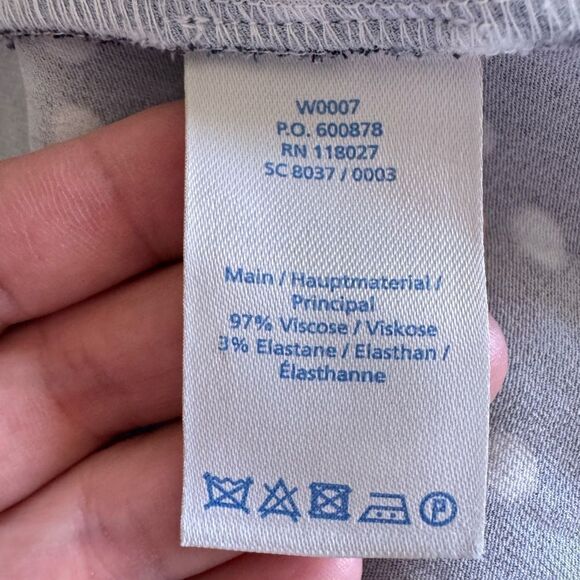 W0007
P.O. 600878
RN 118027
SC 8037 / 0003
Main / Hauptmaterial /
Principal
97% Viscose / Viskose
3% Elastane / Elasthan /
Élasthanne
P